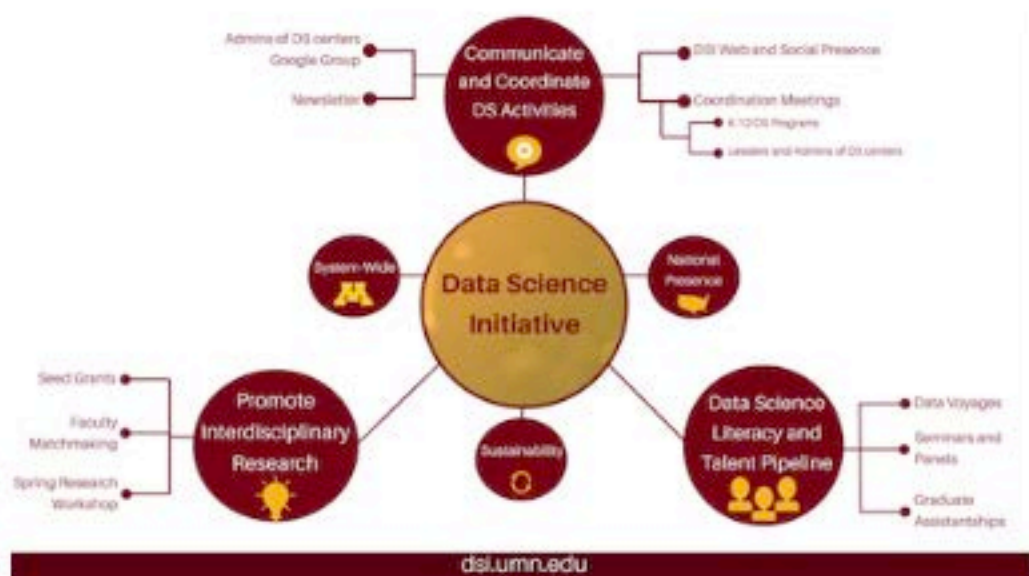 Admins of DS centers
Google Group
Newsletter
Communicate
and Coordinate
DS Activities
DSI Web and Social Presence
Coordination Meetings
K-12 DS Programs
Leaders and Admins of DS centers
System-Wide
Data Science
Initiative
National
Presence
Seed Grants
Faculty
Matchmaking
Spring Research
Workshop
Promote
Interdisciplinary
Research
Sustainability
Data Science
Literacy and
Talent Pipeline
Data Voyages
Seminars and
Panels
Graduate
Assistantships
dsi.umn.edu